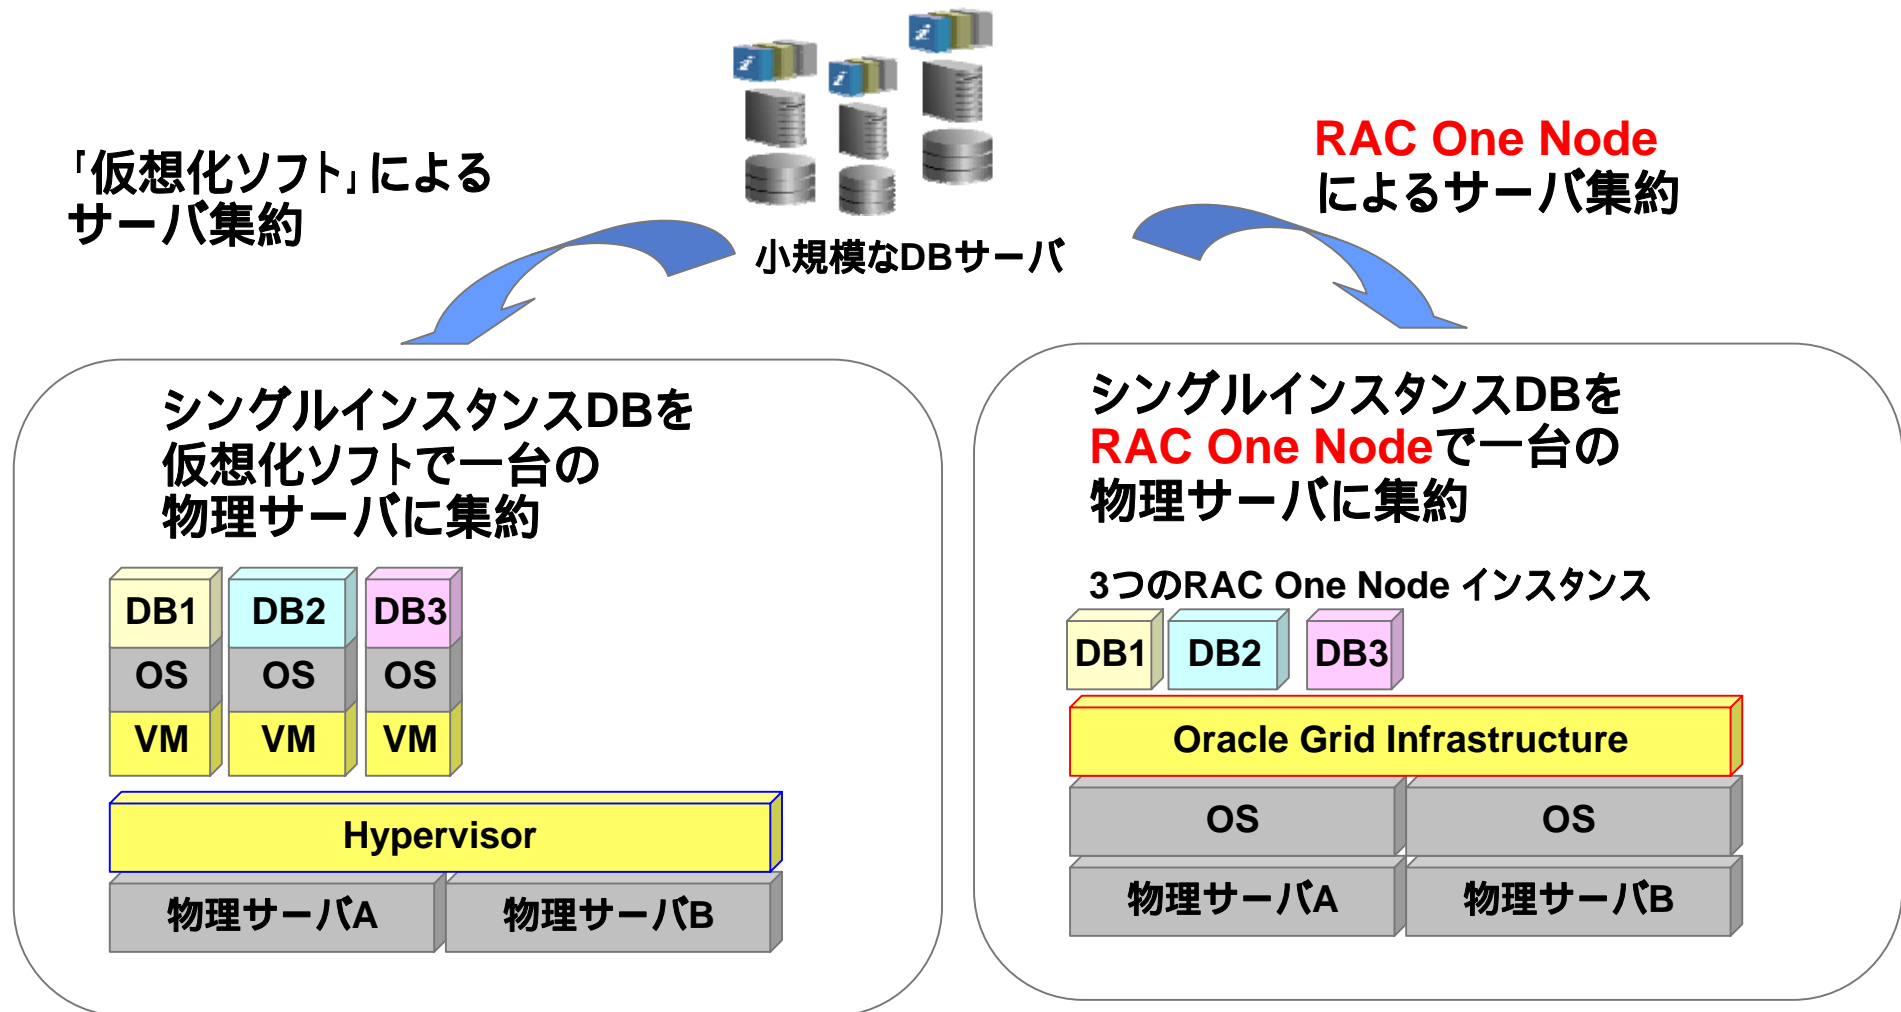 「仮想化ソフト」による
サーバ集約
小規模なDBサーバ
RAC One Node
によるサーバ集約
シングルインスタンスDBを
仮想化ソフトで一台の
物理サーバに集約
DB1 DB2 DB3
OS OS OS
VM VM VM
Hypervisor
物理サーバA 物理サーバB
シングルインスタンスDBを
RAC One Nodeで一台の
物理サーバに集約
3つのRAC One Node インスタンス
DB1 DB2 DB3
Oracle Grid Infrastructure
OS OS
物理サーバA 物理サーバB